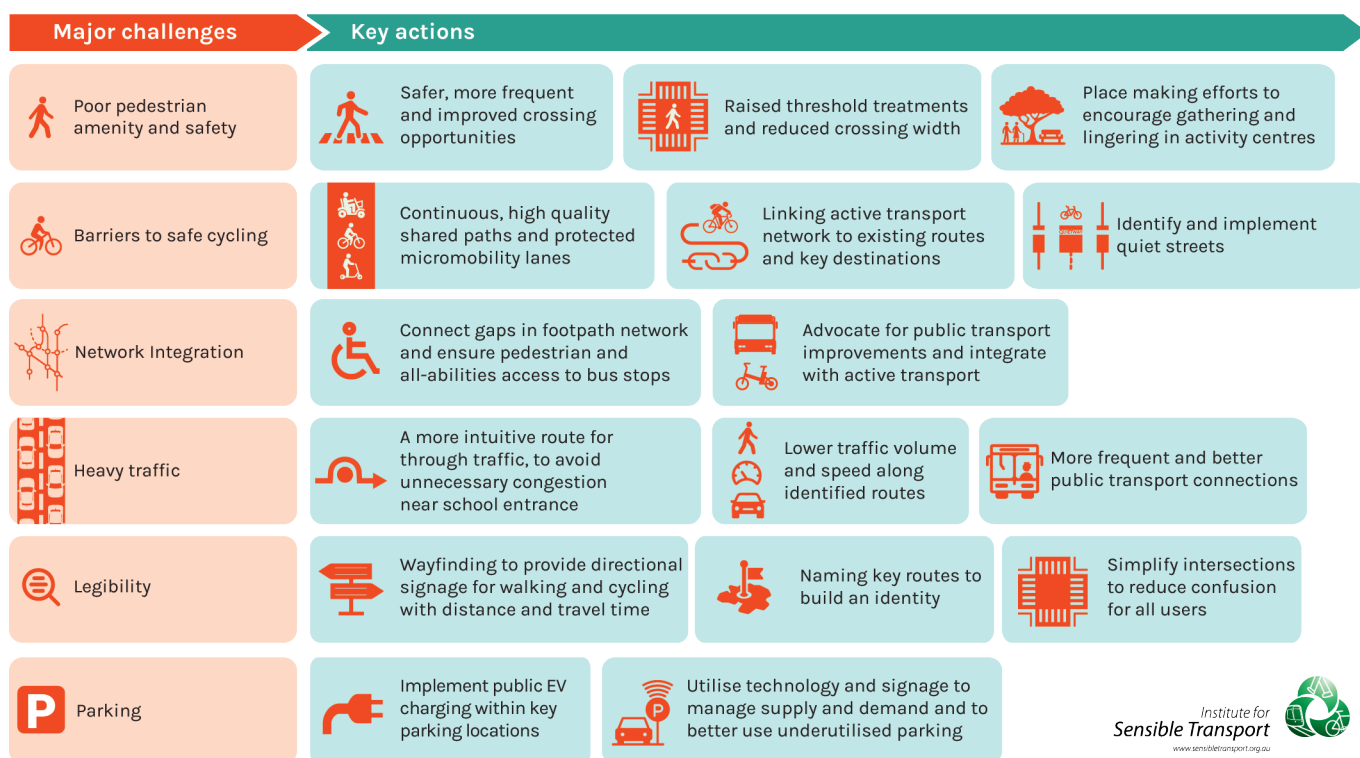 Major challenges
Key actions
Poor pedestrian
amenity and safety
Safer, more frequent
and improved crossing
opportunities
Raised threshold treatments
and reduced crossing width
Place making efforts to
encourage gathering and
lingering in activity centres
Barriers to safe cycling
Continuous, high quality
shared paths and protected
micromobility lanes
Linking active transport
network to existing routes
and key destinations
Identify and implement
quiet streets
Network Integration
Connect gaps in footpath network
and ensure pedestrian and
all-abilities access to bus stops
Advocate for public transport
improvements and integrate
with active transport
Heavy traffic
A more intuitive route for
through traffic, to avoid
unnecessary congestion
near school entrance
Lower traffic volume
and speed along
identified routes
More frequent and better
public transport connections
Legibility
Wayfinding to provide directional
signage for walking and cycling
with distance and travel time
Naming key routes to
build an identity
Simplify intersections
to reduce confusion
for all users
P
Parking
Implement public EV
charging within key
parking locations
P
Utilise technology and signage to
manage supply and demand and to
better use underutilised parking
Institute for
Sensible Transport
www.sensibletransport.org.au